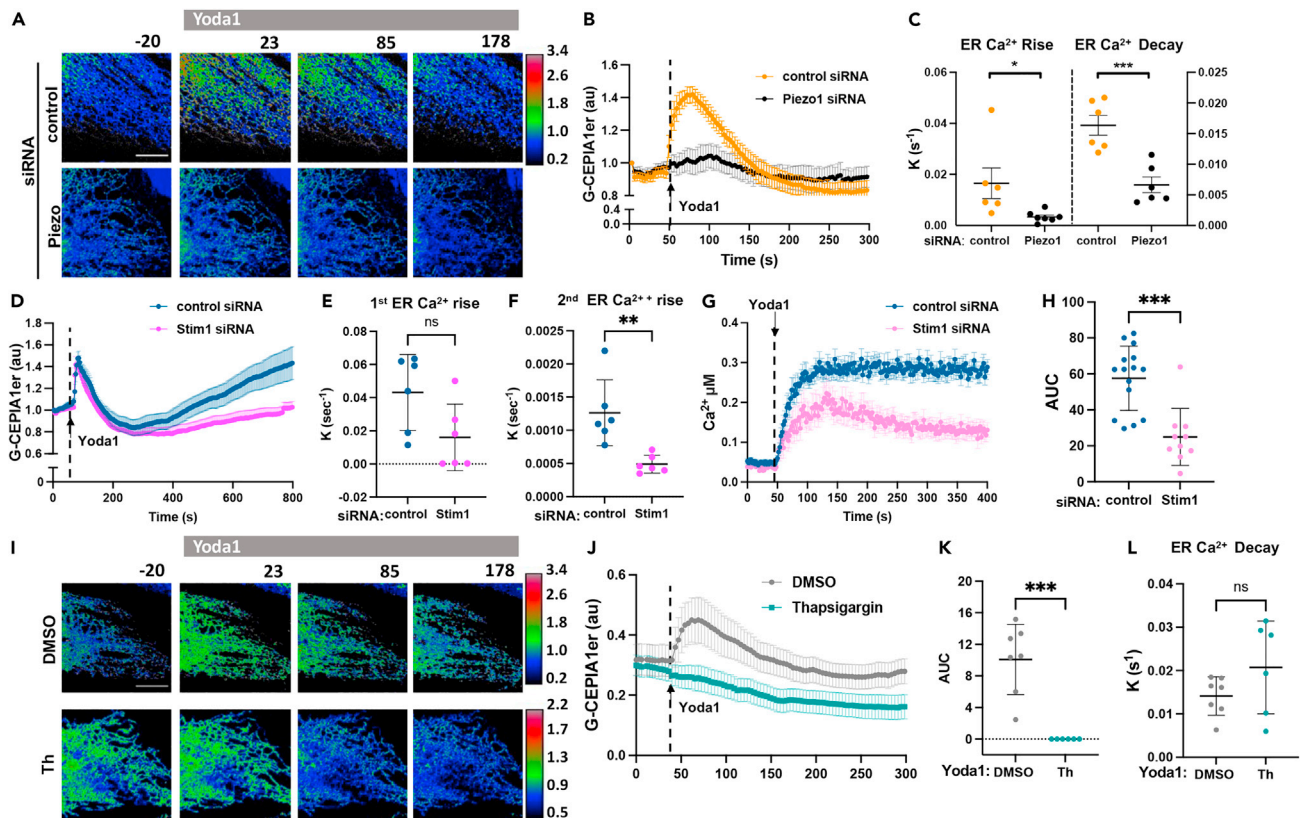 A
Yoda1
-20 23 85 178
siRNA
control
Piezo
3.4
2.6
1.8
1.0
0.2
B
G-CEPIA1er (au)
1.6
1.4
1.2
1.0
0.8
0.2
0.0
control siRNA
Piezo1 siRNA
Yoda1
0 50 100 150 200 250 300
Time (s)
C
ER Ca²⁺ Rise ER Ca²⁺ Decay
* ***
K (s⁻¹)
0.06
0.04
0.02
0.00
0.025
0.020
0.015
0.010
0.005
0.000
siRNA: control Piezo1 control Piezo1
D
G-CEPIA1er (au)
1.8
1.6
1.4
1.2
1.0
0.8
0.6
0
control siRNA
Stim1 siRNA
Yoda1
0 200 400 600 800
Time (s)
E
1ˢᵗ ER Ca²⁺ rise
ns
K (sec⁻¹)
0.08
0.06
0.04
0.02
0.00
-0.02
siRNA: control Stim1
F
2ⁿᵈ ER Ca²⁺⁺ rise
**
K (sec⁻¹)
0.0025
0.0020
0.0015
0.0010
0.0005
0.0000
siRNA: control Stim1
G
Yoda1
control siRNA
Stim1 siRNA
Ca²⁺ μM
0.4
0.3
0.2
0.1
0.0
0 50 100 150 200 250 300 350 400
Time (s)
H
***
AUC
100
80
60
40
20
0
siRNA: control Stim1
I
Yoda1
-20 23 85 178
DMSO
Th
3.4
2.6
1.8
1.0
0.2
2.2
1.7
1.3
0.9
0.5
J
G-CEPIA1er (au)
0.6
0.4
0.2
0.0
DMSO
Thapsigargin
Yoda1
0 50 100 150 200 250 300
K
***
AUC
20
16
12
8
4
0
Yoda1: DMSO Th
L
ER Ca²⁺ Decay
ns
K (s¹)
0.04
0.03
0.02
0.01
0.00
Yoda1: DMSO Th